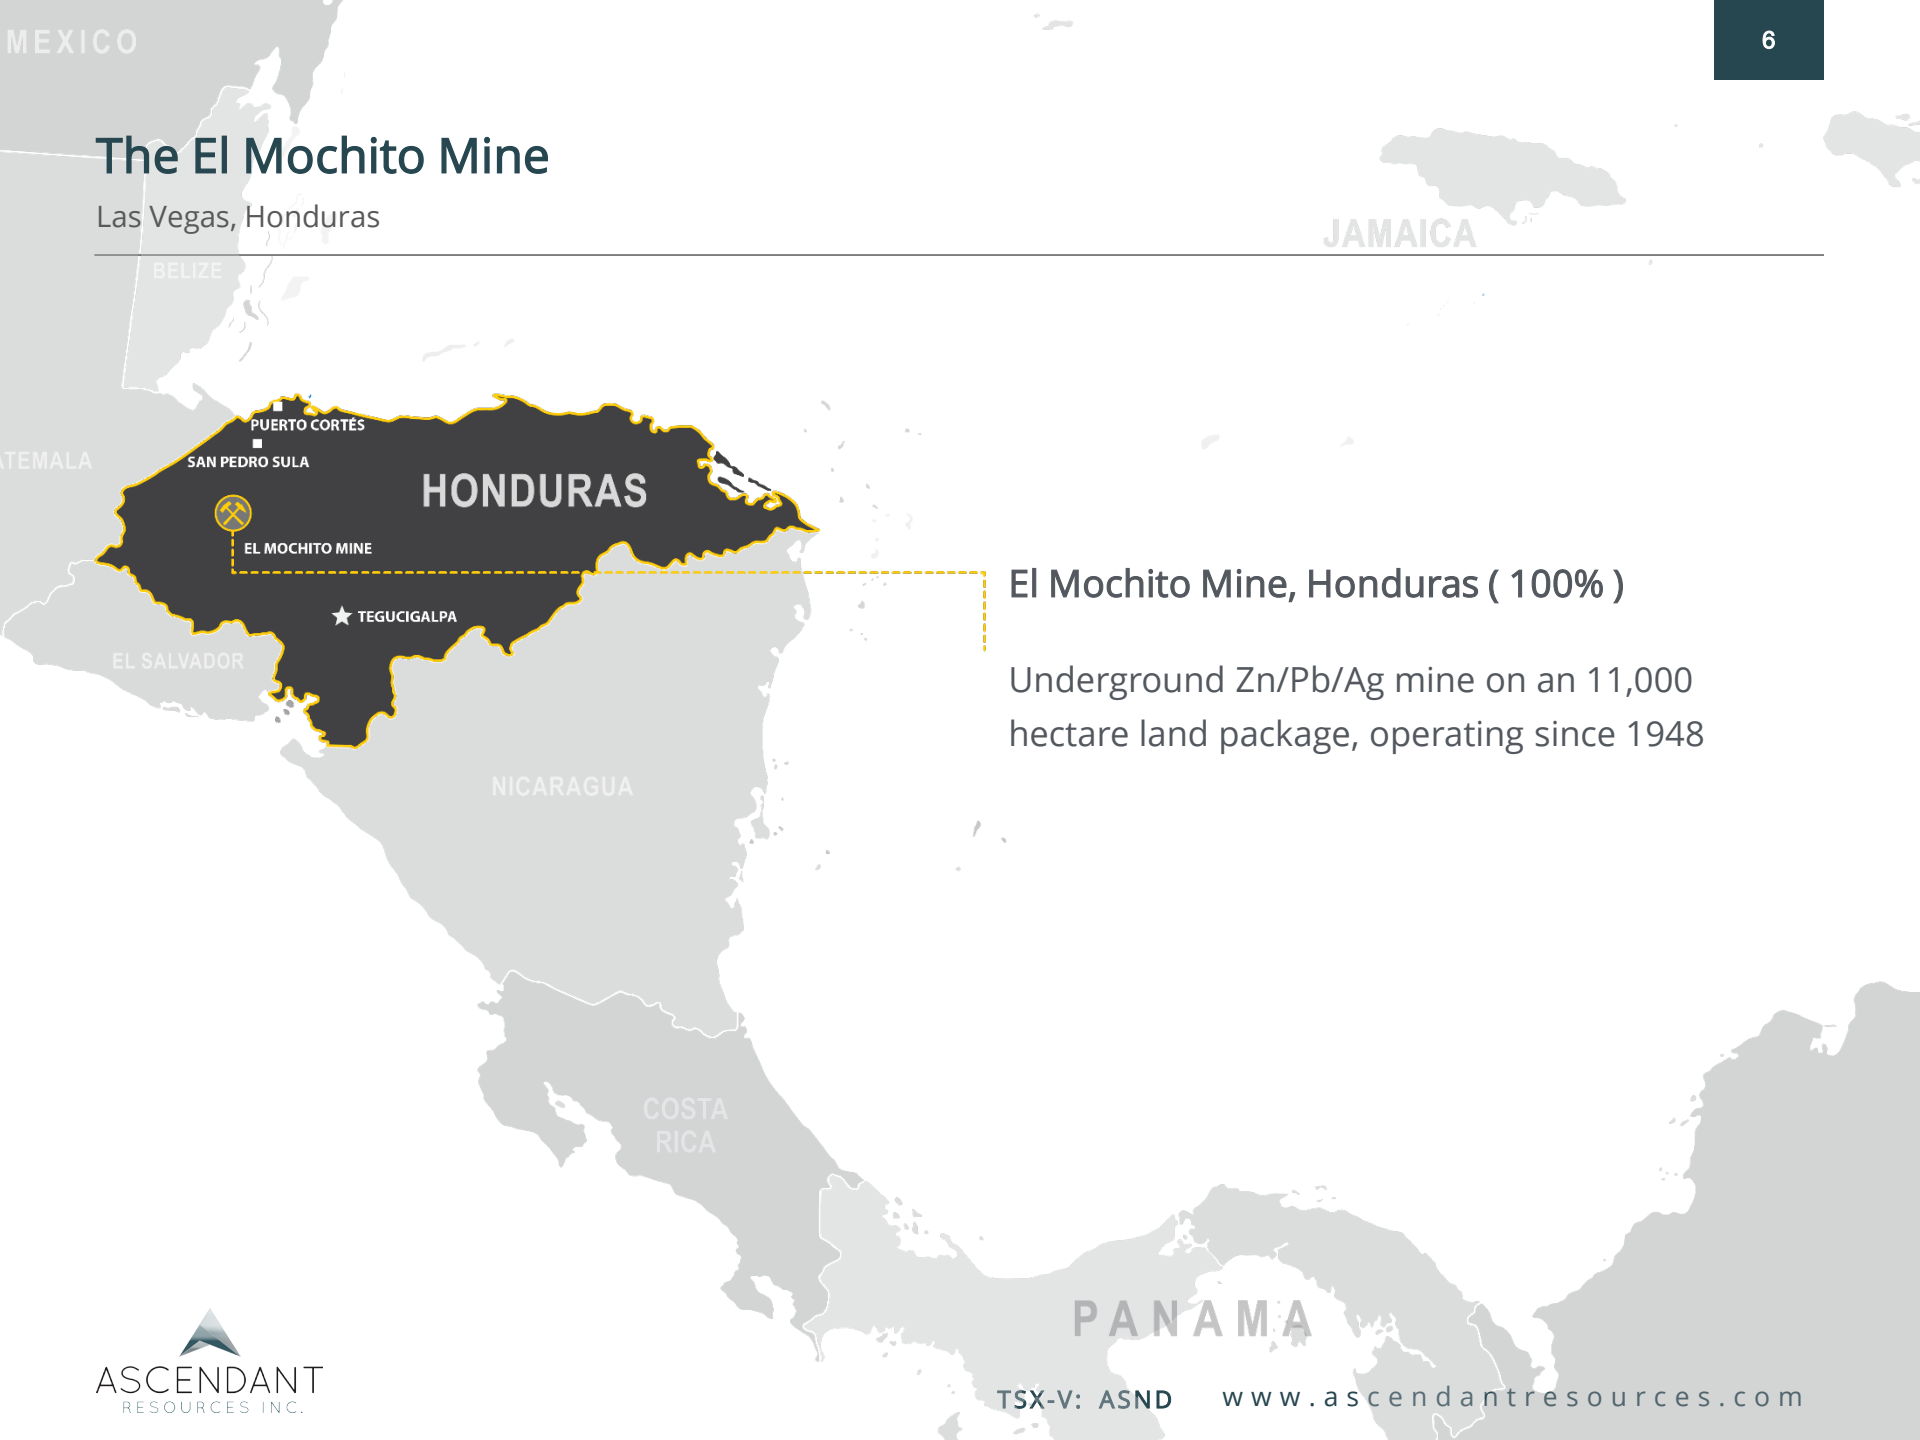 MEXICO
6
The El Mochito Mine
Las Vegas, Honduras
JAMAICA
BELIZE
PUERTO CORTÉS
SAN PEDRO SULA
ATEMALA
HONDURAS
EL MOCHITO MINE
El Mochito Mine, Honduras ( 100% )
TEGUCIGALPA
EL SALVADOR
Underground Zn/Pb/Ag mine on an 11,000
hectare land package, operating since 1948
NICARAGUA
COSTA
RICA
PANAMA
ASCENDANT
RESOURCES INC.
TSX-V: ASND www.ascendantresources.com